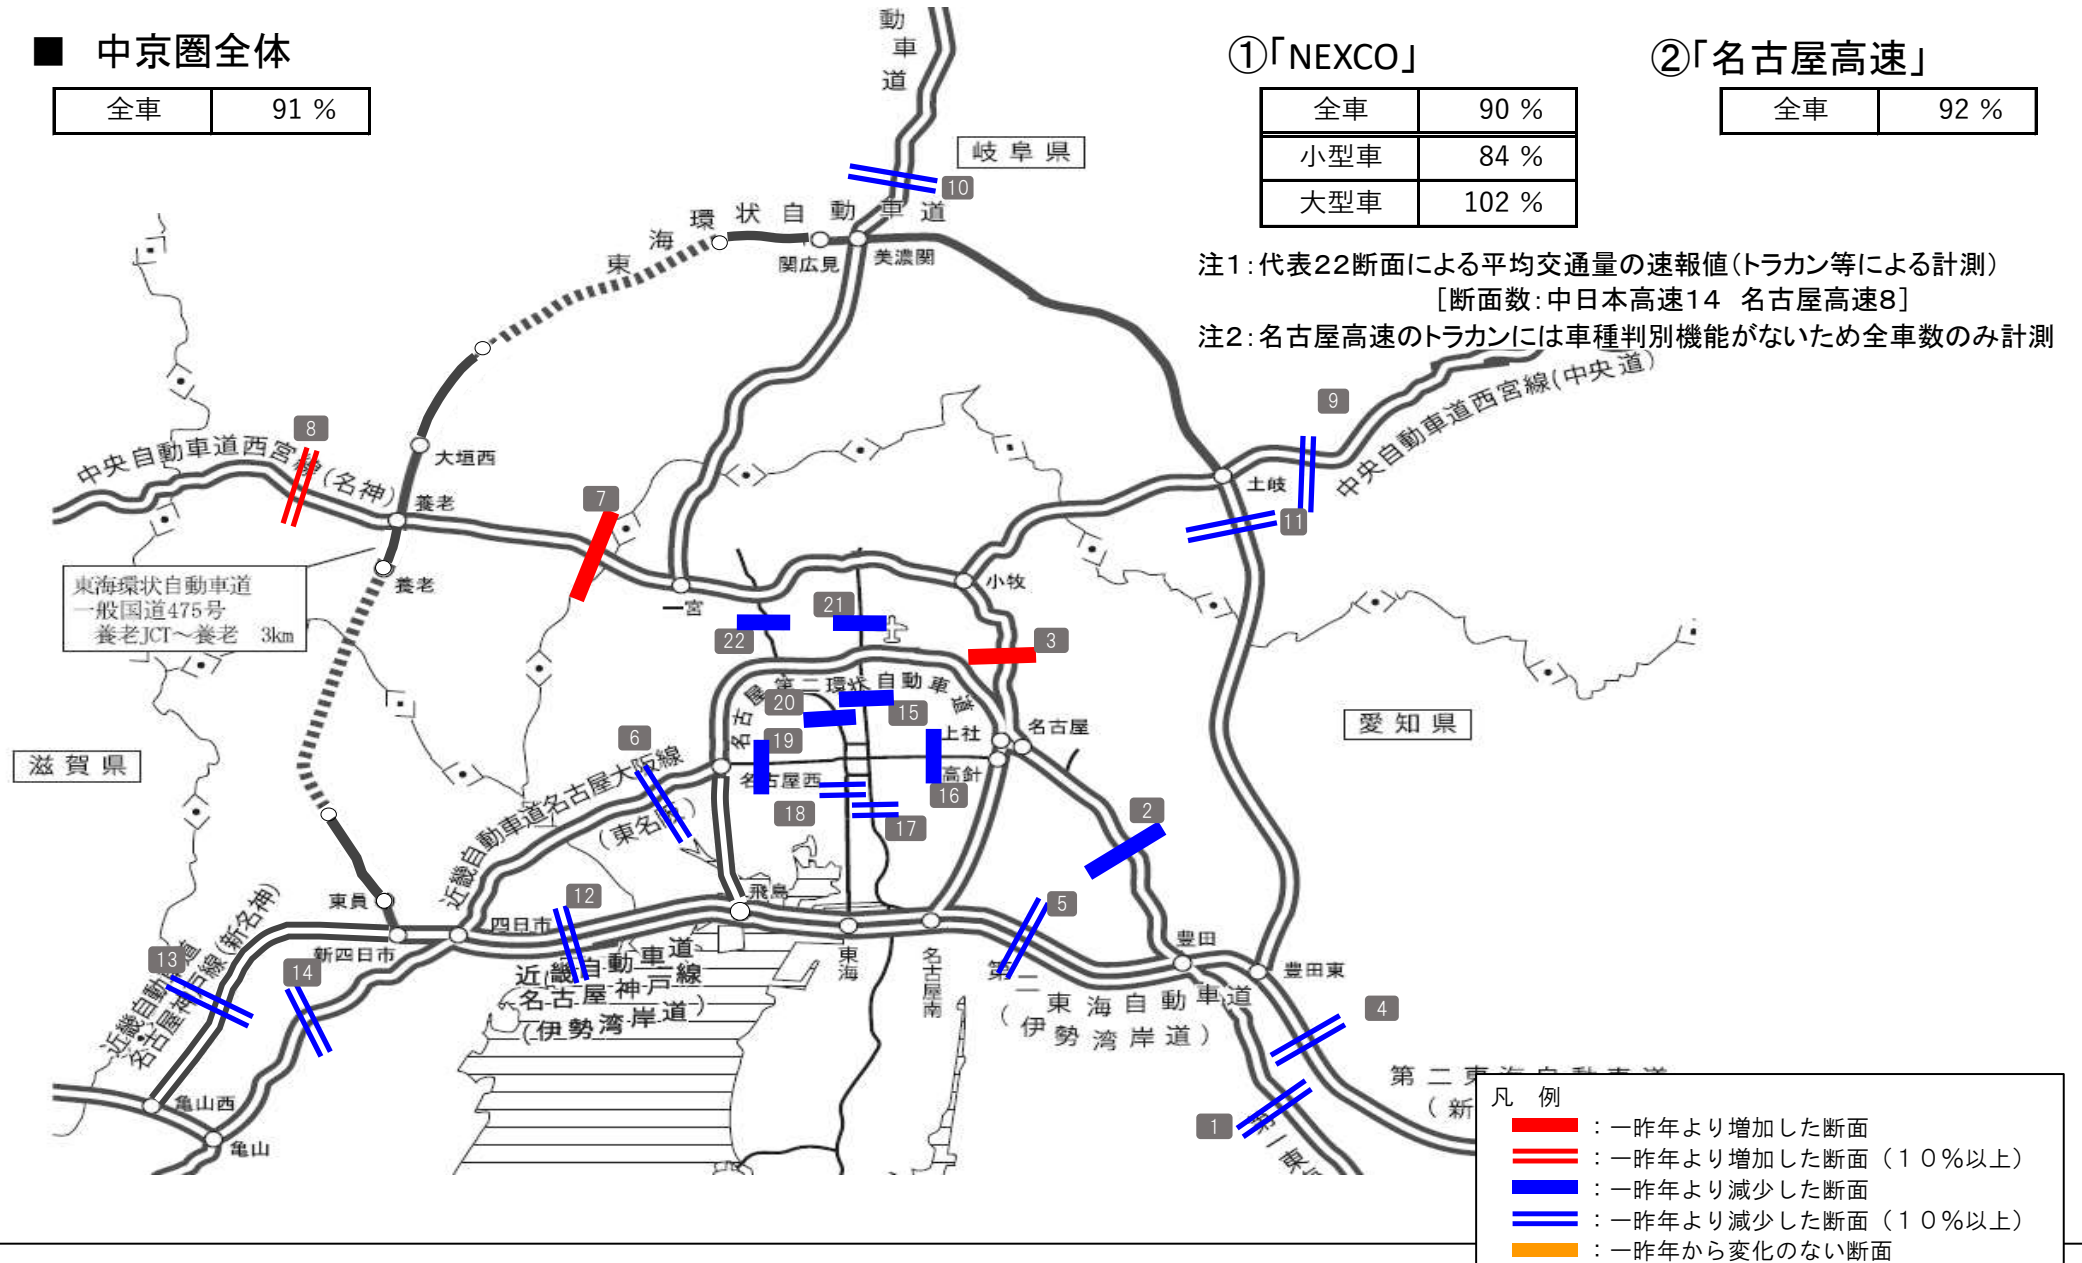 ■ 中京圏全体
全車 91 %
①「NEXCO」
全車 90 %
小型車 84 %
大型車 102 %
②「名古屋高速」
全車 92 %
注1：代表22断面による平均交通量の速報値(トラカン等による計測)
[断面数：中日本高速14 名古屋高速8]
注2：名古屋高速のトラカンには車種判別機能がないため全車数のみ計測
動車道
岐阜県
10
東海環状自動車道
関広見
美濃関
9
中央自動車道西宮線(中央道)
8
中央自動車道西宮線(名神)
大垣西
養老
7
土岐
11
養老
東海環状自動車道
一般国道475号
養老JCT～養老 3km
一宮
小牧
21
22
3
名古屋第二環状自動車道
20
15
19
上社
名古屋
愛知県
滋賀県
6
近畿自動車道名古屋大阪線
(東名阪)
名古屋西
高針
16
18
17
2
東員
12
飛島
5
四日市
新四日市
13
14
近畿自動車道
名古屋神戸線(新名神)
近畿自動車道
名古屋神戸線
(伊勢湾岸道)
東海
名古屋南
豊田
豊田東
第二東海自動車道
(伊勢湾岸道)
4
亀山西
亀山
1
第一東
第二東海自動車道
(新
凡 例
：一昨年より増加した断面
：一昨年より増加した断面（１０％以上）
：一昨年より減少した断面
：一昨年より減少した断面（１０％以上）
：一昨年から変化のない断面